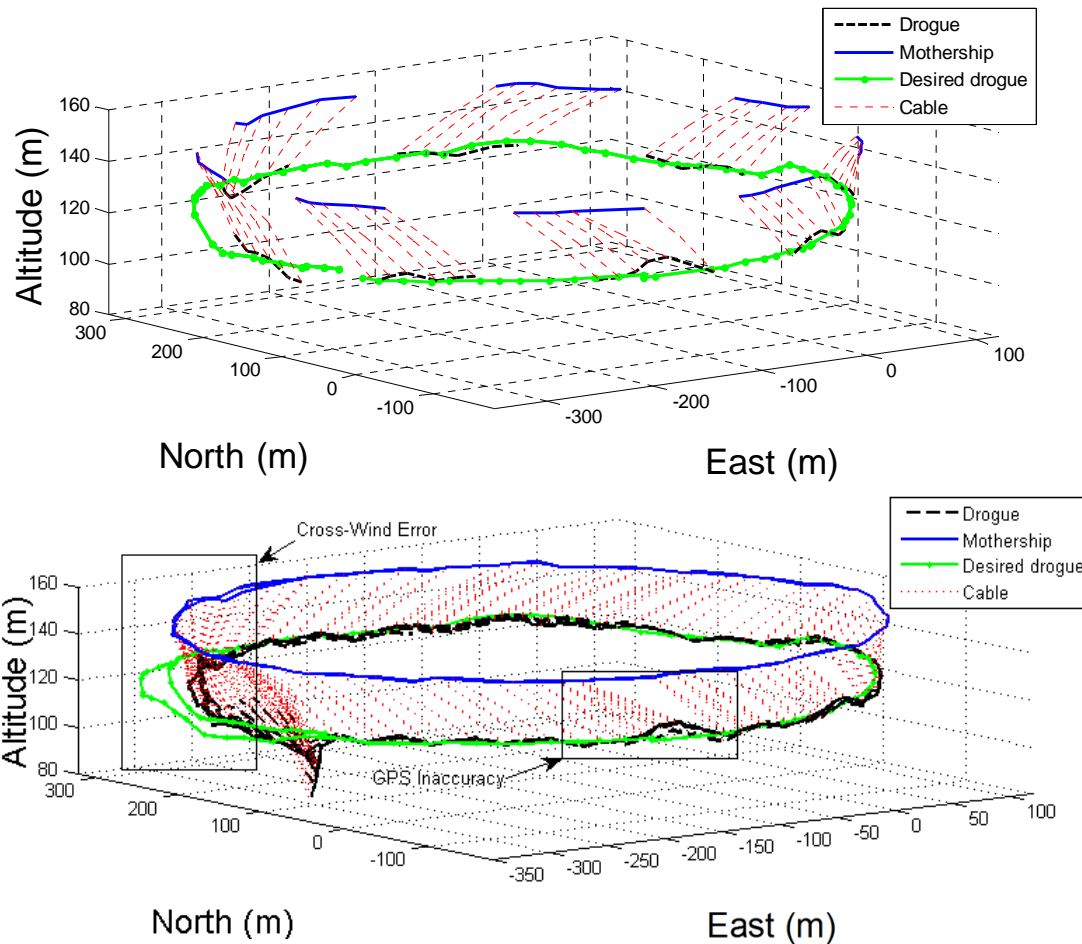 Drogue
Mothership
Desired drogue
Cable
160
140
120
100
80
Altitude (m)
300
200
100
0
-100
-300
-200
-100
0
100
North (m)
East (m)
Drogue
Mothership
Desired drogue
Cable
Cross-Wind Error
160
140
120
100
80
Altitude (m)
GPS Inaccuracy
300
200
100
0
-100
-350
-300
-250
-200
-150
-100
-50
0
50
100
North (m)
East (m)